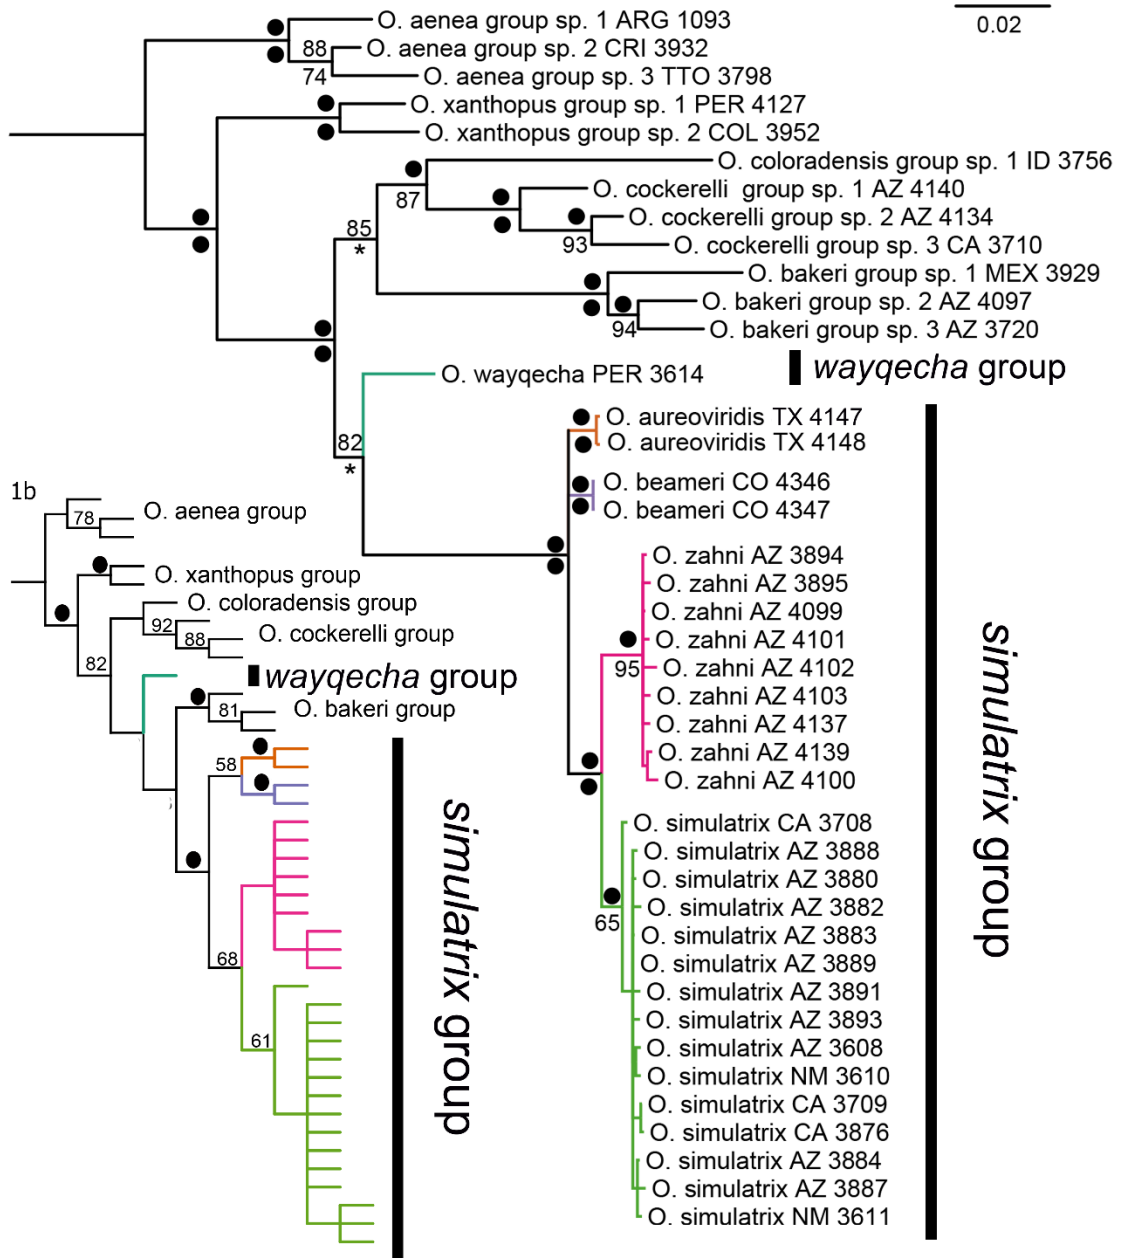 O. aenea group sp. 1 ARG 1093
0.02
88
O. aenea group sp. 2 CRI 3932
74
O. aenea group sp. 3 TTO 3798
O. xanthopus group sp. 1 PER 4127
O. xanthopus group sp. 2 COL 3952
O. coloradensis group sp. 1 ID 3756
87
O. cockerelli group sp. 1 AZ 4140
O. cockerelli group sp. 2 AZ 4134
85
*
93
O. cockerelli group sp. 3 CA 3710
O. bakeri group sp. 1 MEX 3929
O. bakeri group sp. 2 AZ 4097
94
O. bakeri group sp. 3 AZ 3720
O. wayqecha PER 3614
wayqecha group
82
*
O. aureoviridis TX 4147
O. aureoviridis TX 4148
O. beameri CO 4346
O. beameri CO 4347
O. zahni AZ 3894
O. zahni AZ 3895
O. zahni AZ 4099
O. zahni AZ 4101
95
O. zahni AZ 4102
O. zahni AZ 4103
O. zahni AZ 4137
O. zahni AZ 4139
O. zahni AZ 4100
O. simulatrix CA 3708
O. simulatrix AZ 3888
O. simulatrix AZ 3880
O. simulatrix AZ 3882
65
O. simulatrix AZ 3883
O. simulatrix AZ 3889
O. simulatrix AZ 3891
O. simulatrix AZ 3893
O. simulatrix AZ 3608
O. simulatrix NM 3610
O. simulatrix CA 3709
O. simulatrix CA 3876
O. simulatrix AZ 3884
O. simulatrix AZ 3887
O. simulatrix NM 3611
simulatrix group
1b
78
O. aenea group
O. xanthopus group
O. coloradensis group
92
88
O. cockerelli group
82
wayqecha group
81
O. bakeri group
58
68
61
simulatrix group